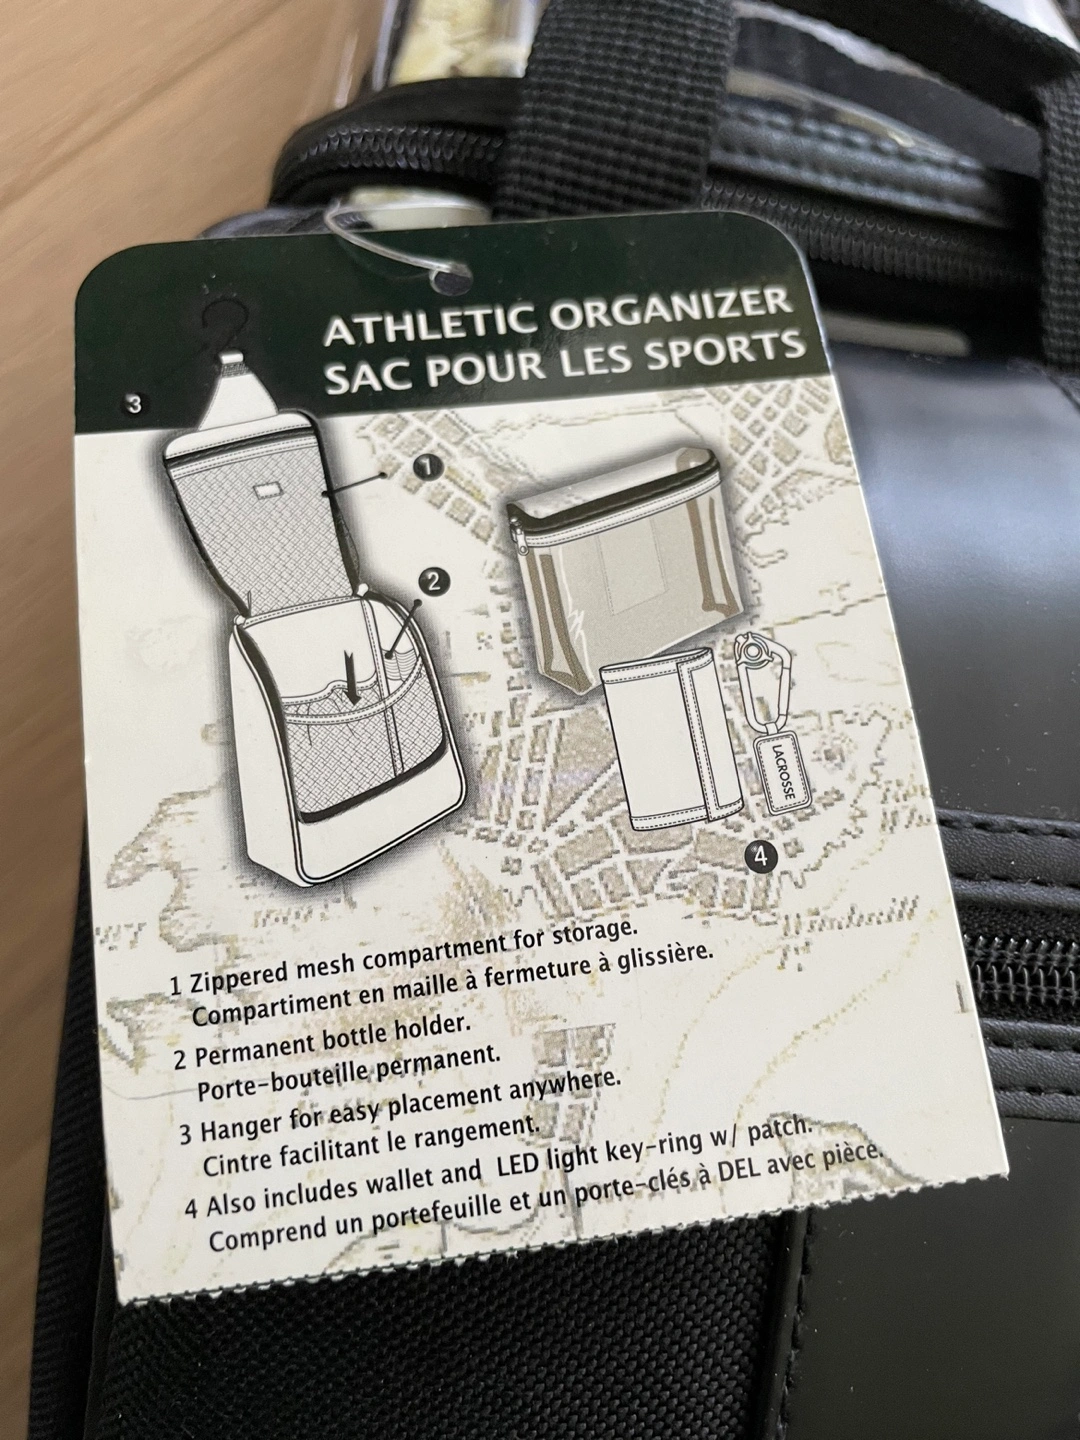 ATHLETIC ORGANIZER
SAC POUR LES SPORTS
3
1
2
LACROSSE
4
1 Zippered mesh compartment for storage.
Compartiment en maille à fermeture à glissière.
2 Permanent bottle holder.
Porte-bouteille permanent.
3 Hanger for easy placement anywhere.
Cintre facilitant le rangement.
4 Also includes wallet and LED light key-ring w/ patch.
Comprend un portefeuille et un porte-clés à DEL avec pièce.